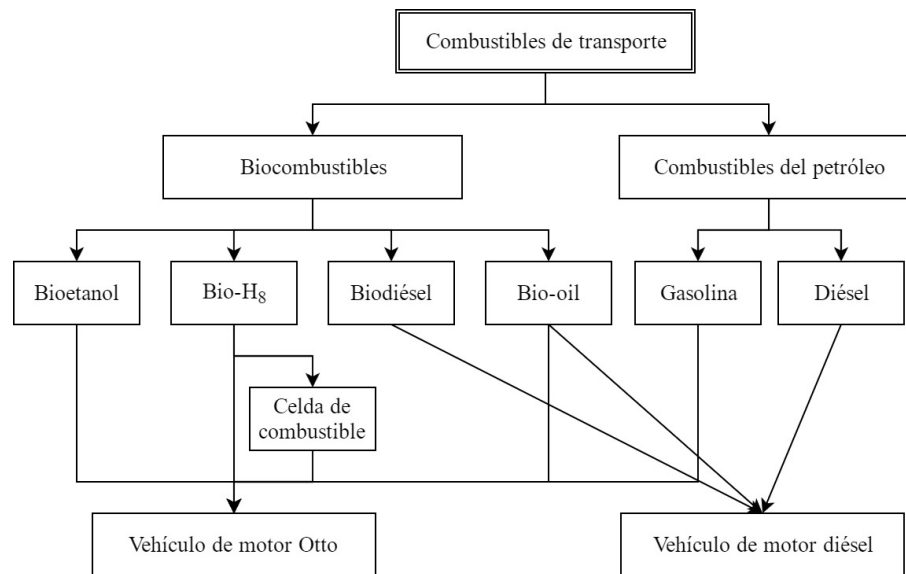 Combustibles de transporte
Biocombustibles
Combustibles del petróleo
Bioetanol
Bio-H₈
Biodiésel
Bio-oil
Gasolina
Diésel
Celda de
combustible
Vehículo de motor Otto
Vehículo de motor diésel